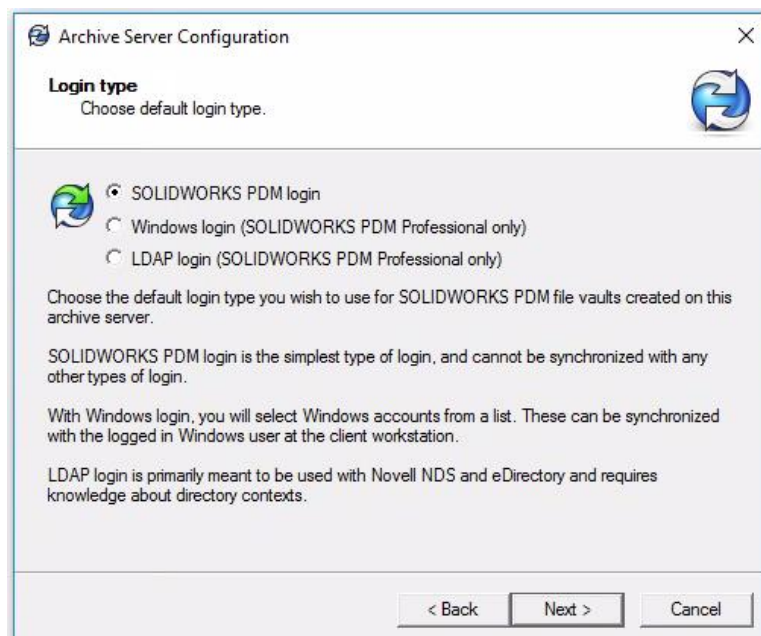 Archive Server Configuration
Login type
Choose default login type.
SOLIDWORKS PDM login
Windows login (SOLIDWORKS PDM Professional only)
LDAP login (SOLIDWORKS PDM Professional only)
Choose the default login type you wish to use for SOLIDWORKS PDM file vaults created on this
archive server.
SOLIDWORKS PDM login is the simplest type of login, and cannot be synchronized with any
other types of login.
With Windows login, you will select Windows accounts from a list. These can be synchronized
with the logged in Windows user at the client workstation.
LDAP login is primarily meant to be used with Novell NDS and eDirectory and requires
knowledge about directory contexts.
< Back Next > Cancel